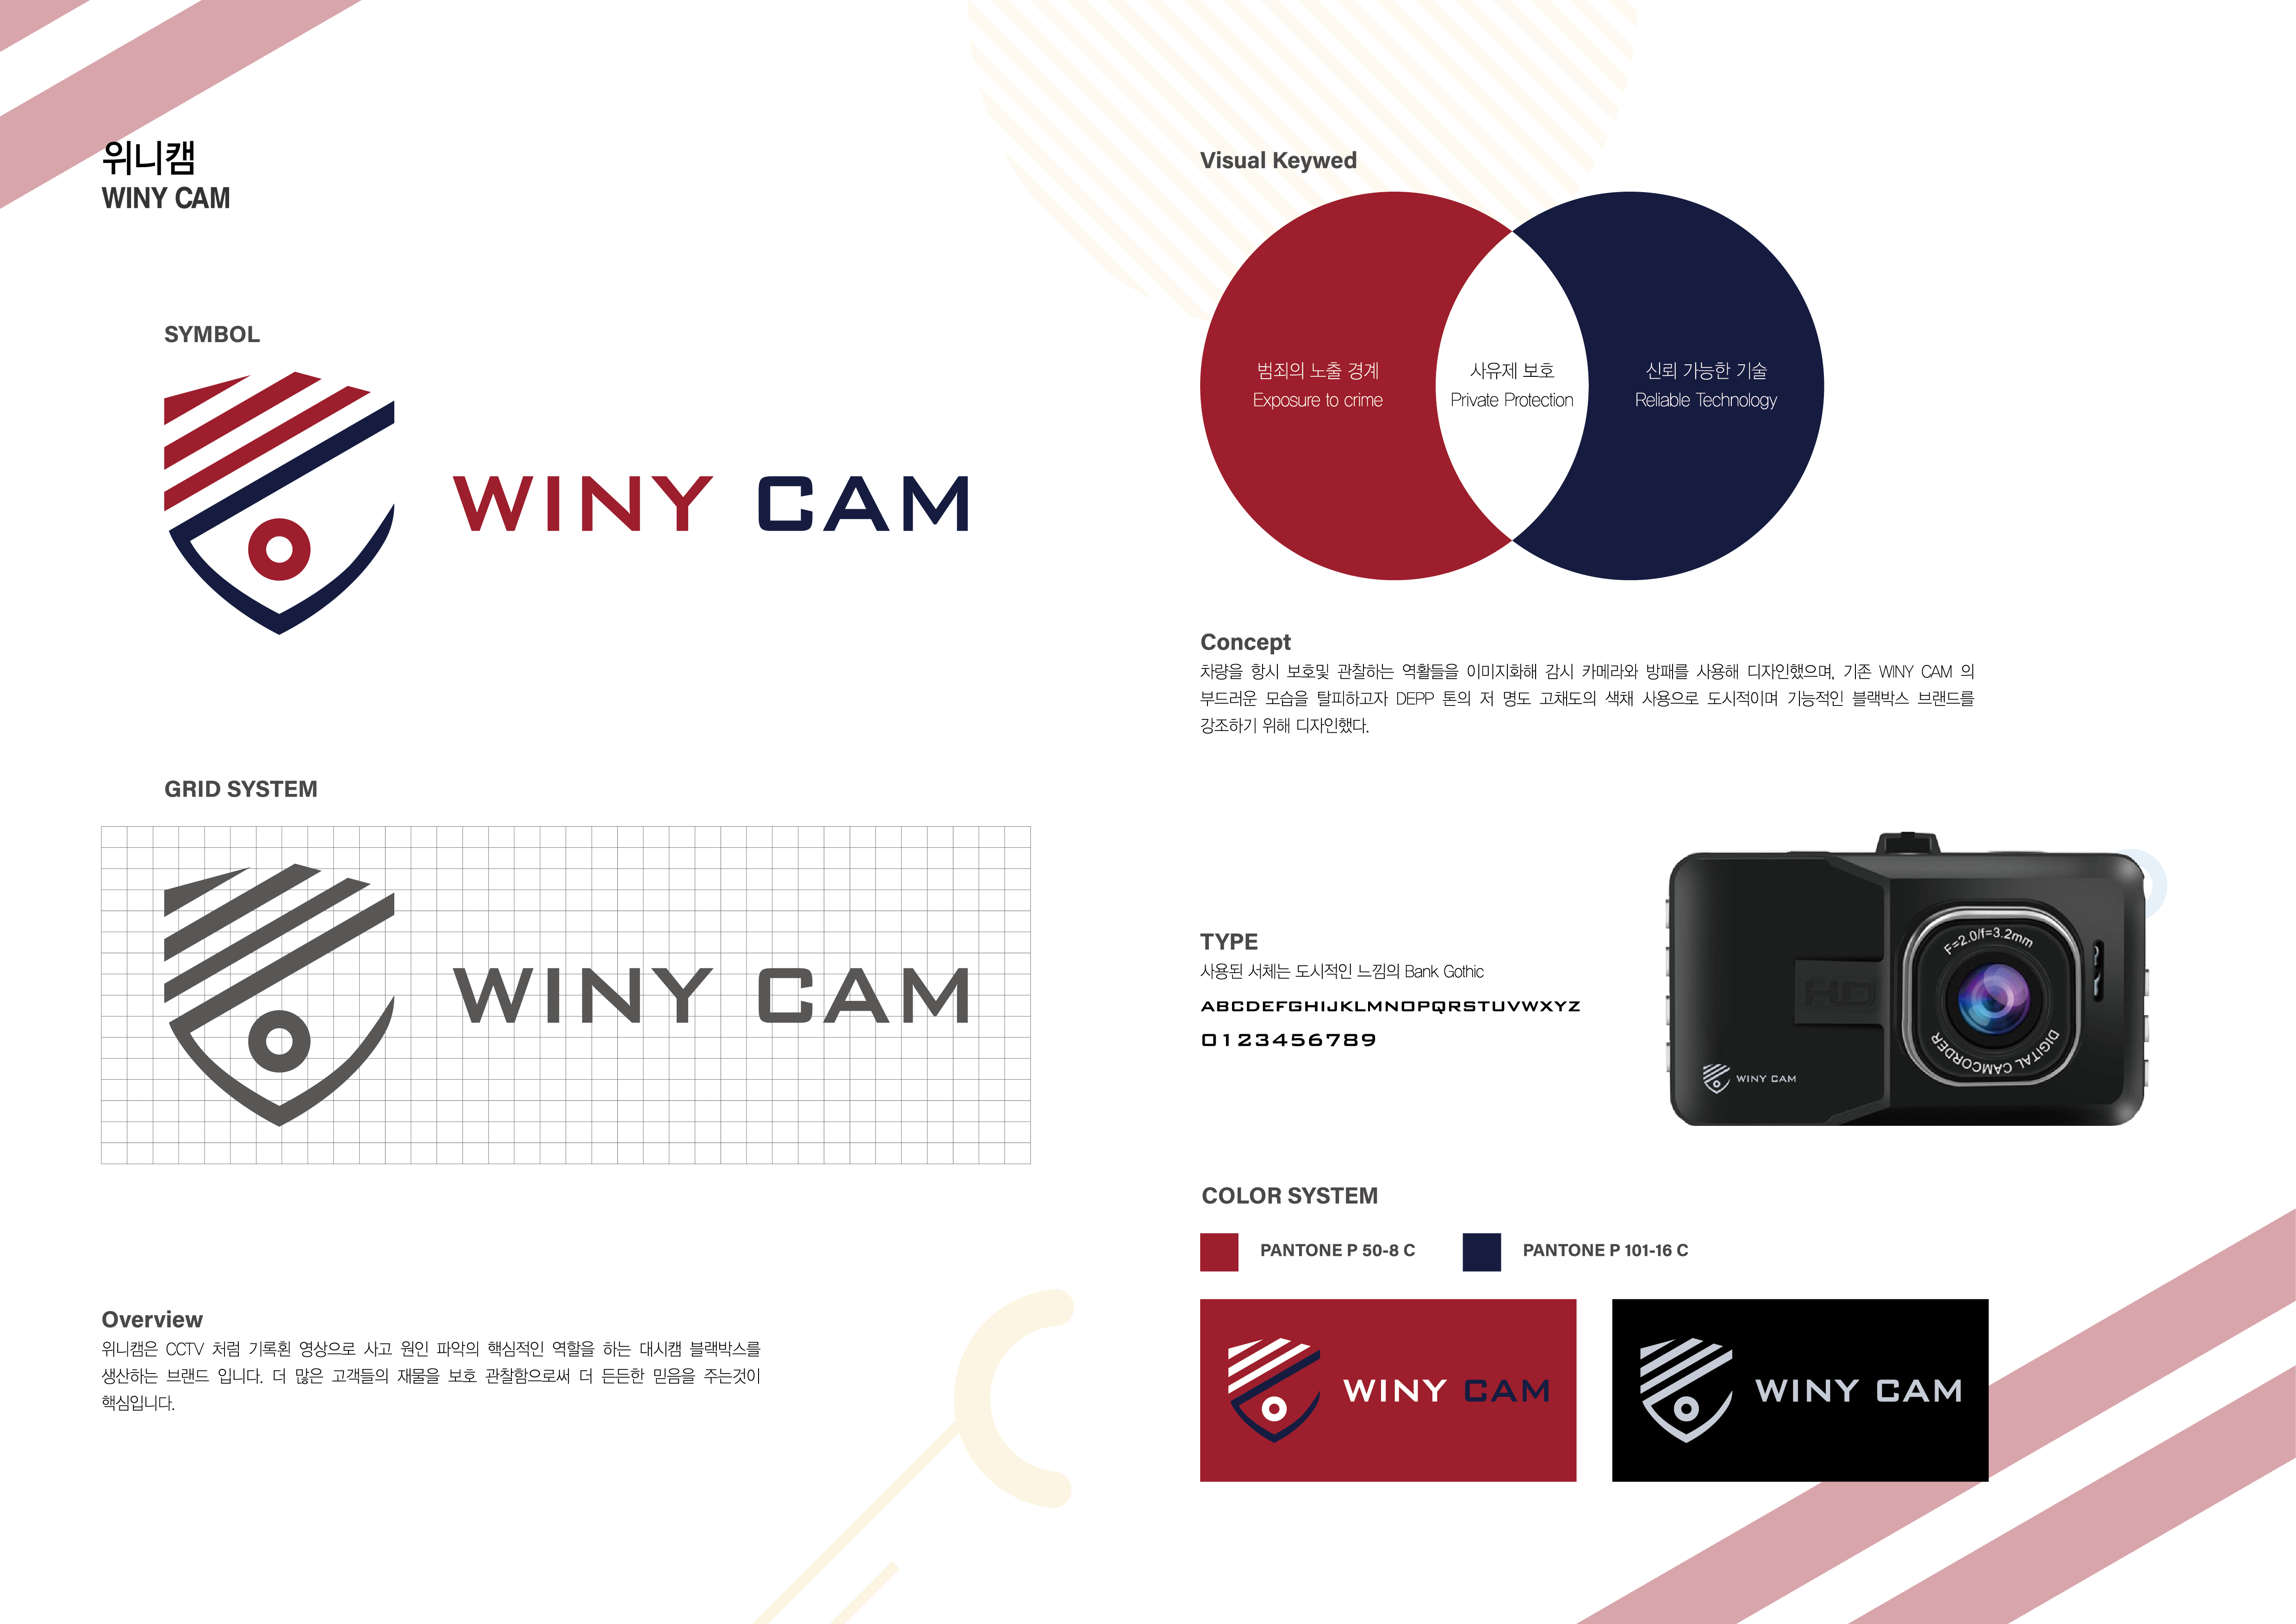 위니캠
WINY CAM
SYMBOL
WINY CAM
GRID SYSTEM
WINY CAM
Overview
위니캠은 CCTV 처럼 기록횐 영상으로 사고 원인 파악의 핵심적인 역할을 하는 대시캠 블랙박스를
생산하는 브랜드 입니다. 더 많은 고객들의 재물을 보호 관찰함으로써 더 든든한 믿음을 주는것이
핵심입니다.
Visual Keywed
범죄의 노출 경계
Exposure to crime
사유제 보호
Private Protection
신뢰 가능한 기술
Reliable Technology
Concept
차량을 항시 보호및 관찰하는 역활들을 이미지화해 감시 카메라와 방패를 사용해 디자인했으며, 기존 WINY CAM 의
부드러운 모습을 탈피하고자 DEPP 톤의 저 명도 고채도의 색채 사용으로 도시적이며 기능적인 블랙박스 브랜드를
강조하기 위해 디자인했다.
TYPE
사용된 서체는 도시적인 느낌의 Bank Gothic
ABCDEFGHIJKLMNOPQRSTUVWXYZ
0123456789
F=2.0/f=3.2mm
HD
DIGITAL CAMCORDER
WINY CAM
COLOR SYSTEM
PANTONE P 50-8 C
PANTONE P 101-16 C
WINY CAM
WINY CAM